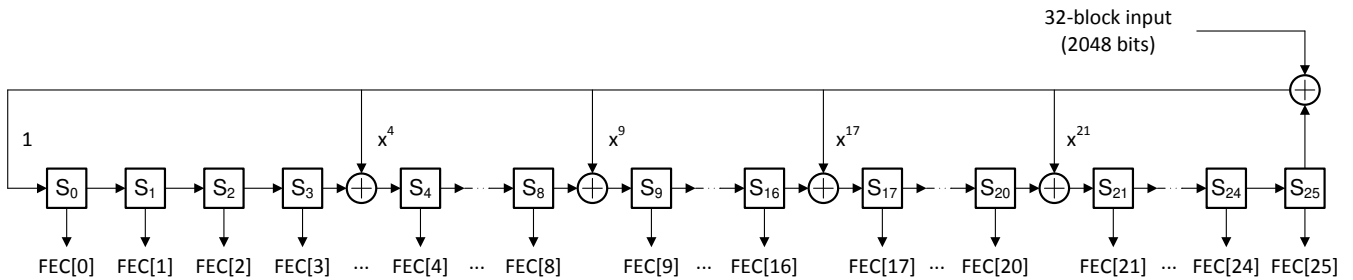 32-block input
(2048 bits)
1
x⁴
x⁹
x¹⁷
x²¹
S₀ S₁ S₂ S₃ S₄ ... S₈ S₉ ... S₁₆ S₁₇ ... S₂₀ S₂₁ ... S₂₄ S₂₅
FEC[0] FEC[1] FEC[2] FEC[3] ... FEC[4] ... FEC[8] FEC[9] ... FEC[16] FEC[17] ... FEC[20] FEC[21] ... FEC[24] FEC[25]